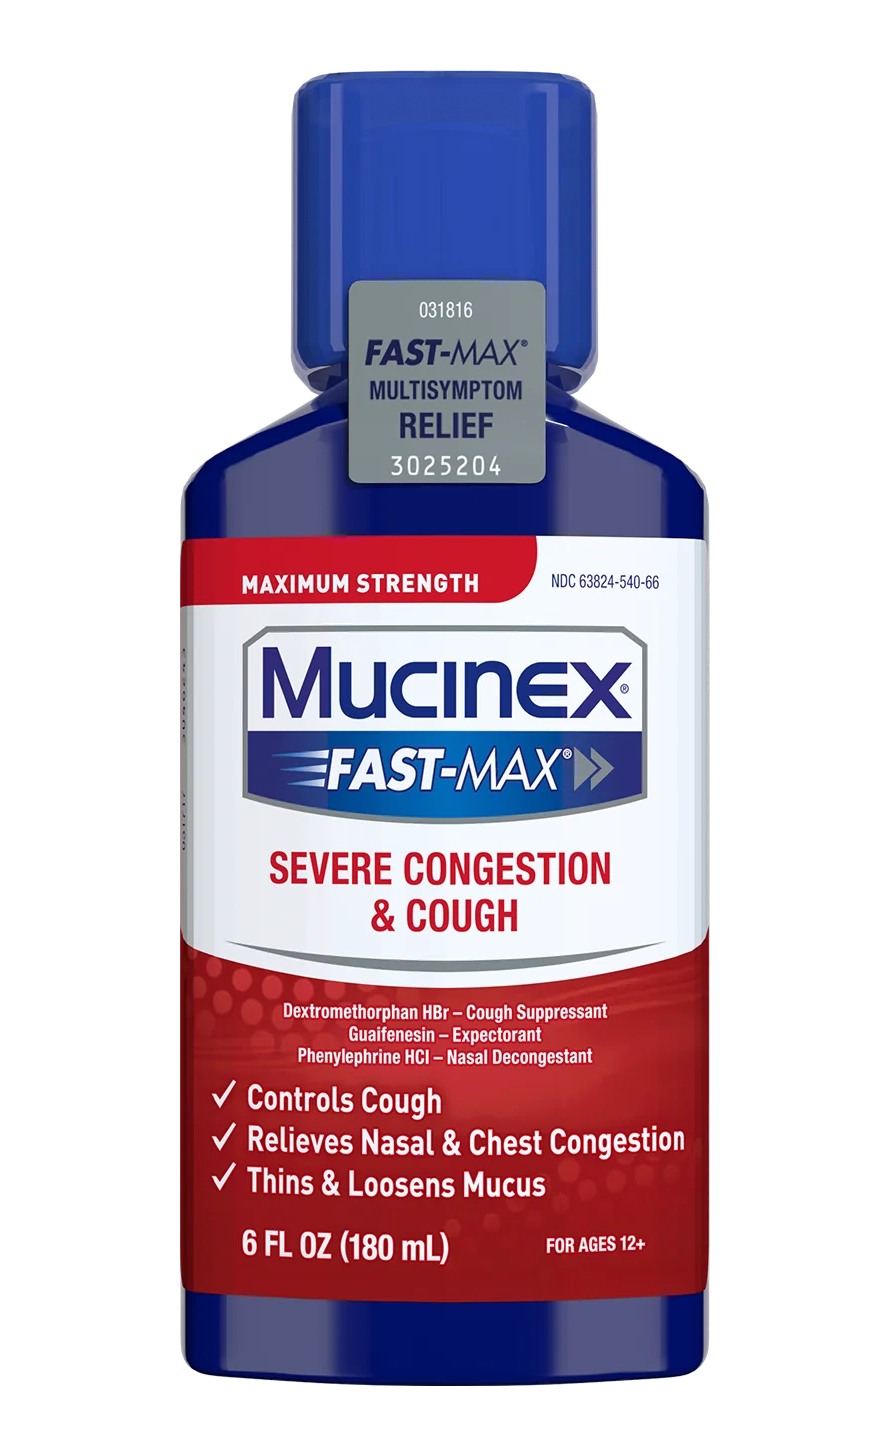 031816
FAST-MAX®
MULTISYMPTOM
RELIEF
3025204
MAXIMUM STRENGTH
NDC 63824-540-66
Mucinex®
FAST-MAX®
SEVERE CONGESTION
& COUGH
Dextromethorphan HBr – Cough Suppressant
Guaifenesin – Expectorant
Phenylephrine HCl – Nasal Decongestant
✓ Controls Cough
✓ Relieves Nasal & Chest Congestion
✓ Thins & Loosens Mucus
6 FL OZ (180 mL)
FOR AGES 12+